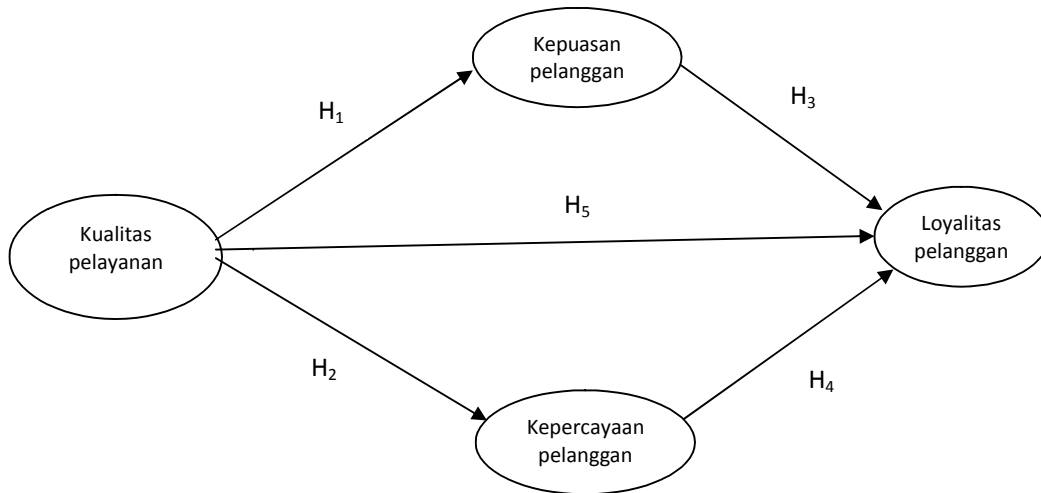 Kepuasan
pelanggan
H₁
H₃
H₅
Kualitas
pelayanan
Loyalitas
pelanggan
H₂
H₄
Kepercayaan
pelanggan